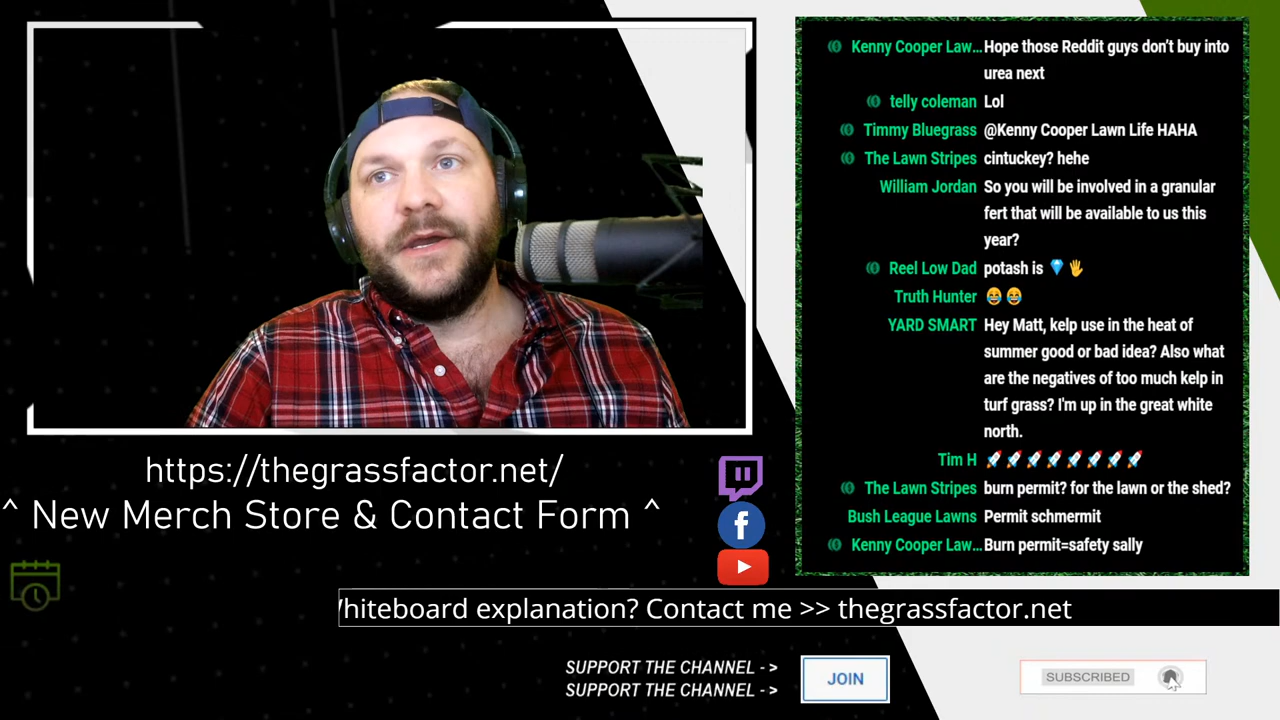 Kenny Cooper Law... Hope those Reddit guys don't buy into
urea next
telly coleman Lol
Timmy Bluegrass @Kenny Cooper Lawn Life HAHA
The Lawn Stripes cintuckey? hehe
William Jordan So you will be involved in a granular
fert that will be available to us this
year?
Reel Low Dad potash is 💎🖐
Truth Hunter 😂😂
YARD SMART Hey Matt, kelp use in the heat of
summer good or bad idea? Also what
are the negatives of too much kelp in
turf grass? I'm up in the great white
north.
Tim H 🚀🚀🚀🚀🚀🚀🚀🚀
The Lawn Stripes burn permit? for the lawn or the shed?
Bush League Lawns Permit schmermit
Kenny Cooper Law... Burn permit=safety sally
https://thegrassfactor.net/
^ New Merch Store & Contact Form ^
hiteboard explanation? Contact me >> thegrassfactor.net
SUPPORT THE CHANNEL - >
SUPPORT THE CHANNEL - >
JOIN
SUBSCRIBED